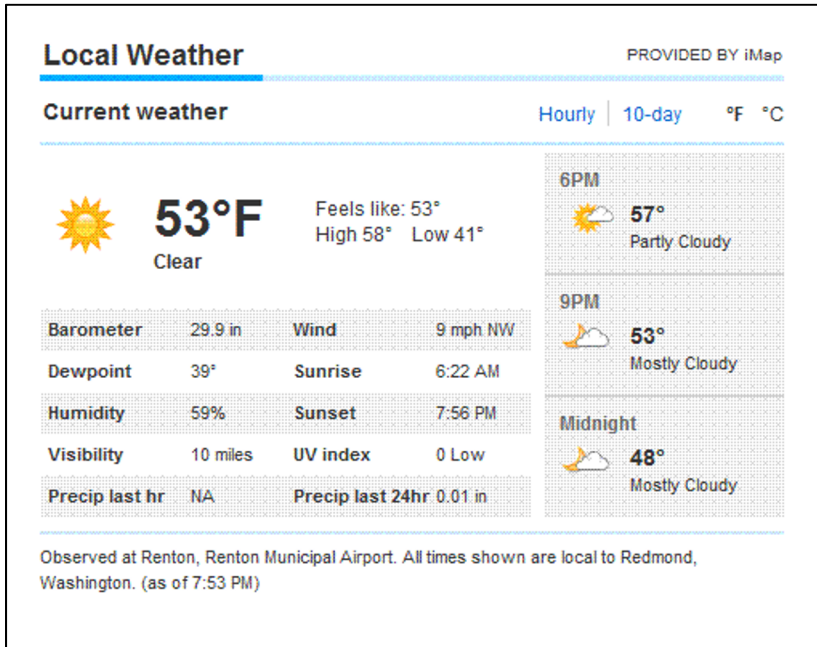 Local Weather PROVIDED BY iMap
Current weather Hourly 10-day °F °C
53°F
Clear
Feels like: 53°
High 58° Low 41°
Barometer 29.9 in Wind 9 mph NW
Dewpoint 39° Sunrise 6:22 AM
Humidity 59% Sunset 7:56 PM
Visibility 10 miles UV index 0 Low
Precip last hr NA Precip last 24hr 0.01 in
6PM
57°
Partly Cloudy
9PM
53°
Mostly Cloudy
Midnight
48°
Mostly Cloudy
Observed at Renton, Renton Municipal Airport. All times shown are local to Redmond,
Washington. (as of 7:53 PM)